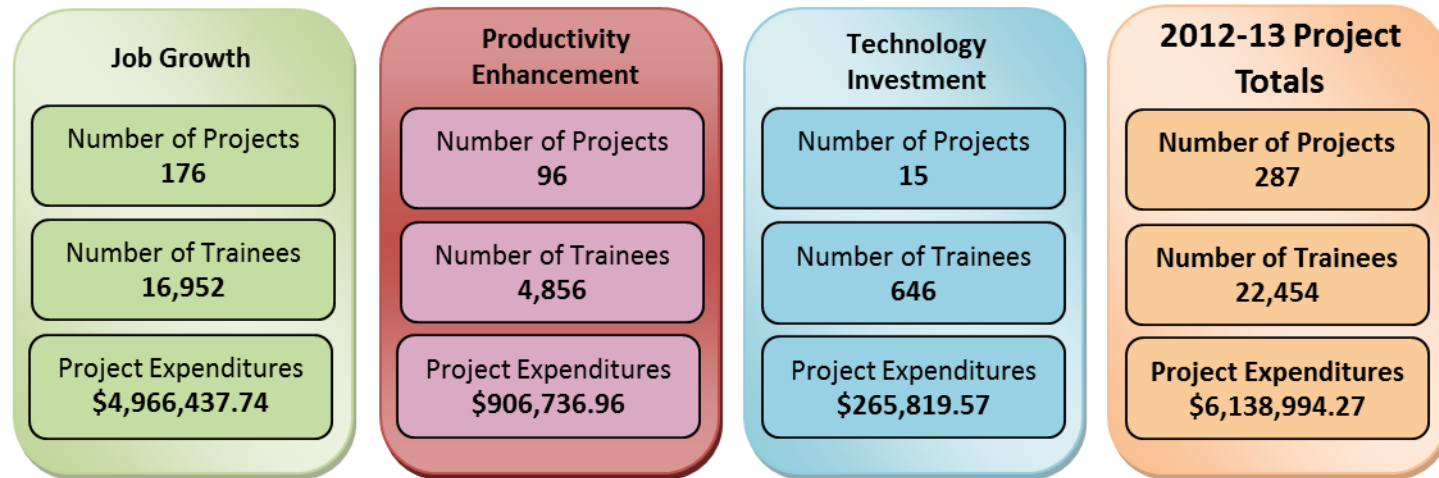 Job Growth
Number of Projects
176
Number of Trainees
16,952
Project Expenditures
$4,966,437.74
Productivity
Enhancement
Number of Projects
96
Number of Trainees
4,856
Project Expenditures
$906,736.96
Technology
Investment
Number of Projects
15
Number of Trainees
646
Project Expenditures
$265,819.57
2012-13 Project
Totals
Number of Projects
287
Number of Trainees
22,454
Project Expenditures
$6,138,994.27